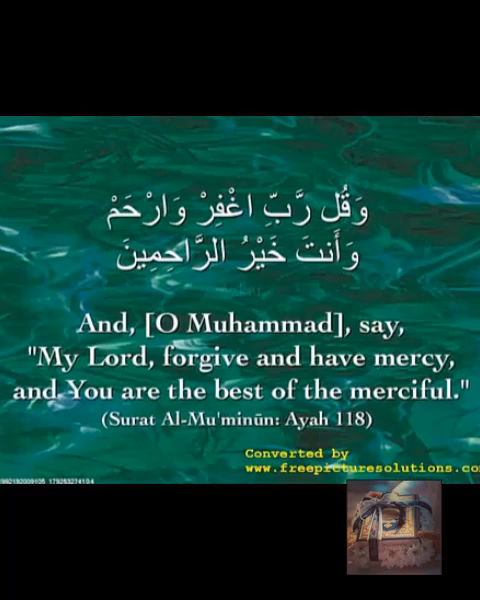 وَقُل رَّبِّ اغْفِرْ وَارْحَمْ
وَأَنتَ خَيْرُ الرَّاحِمِينَ
And, [O Muhammad], say,
"My Lord, forgive and have mercy,
and You are the best of the merciful."
(Surat Al-Mu'minūn: Ayah 118)
Converted by
www.freepicturesolutions.co